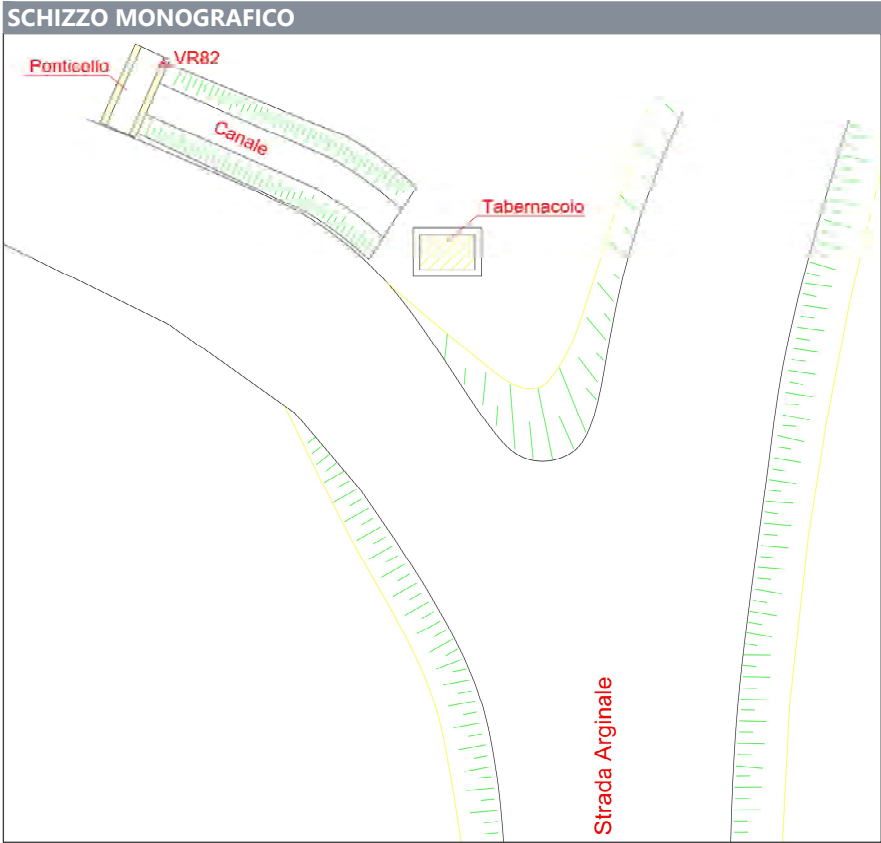 SCHIZZO MONOGRAFICO
VR82
Ponticello
Canale
Tabernacolo
Strada Arginale